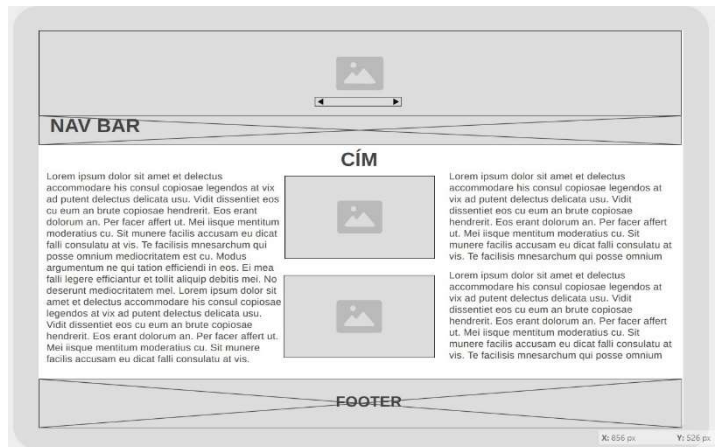 NAV BAR
CÍM
Lorem ipsum dolor sit amet et delectus
accommodare his consul copiosae legendos at vix
ad putent delectus delicata usu. Vidit dissentiet eos
cu eum an brute copiosae hendrerit. Eos erant
dolorum an. Per facer affert ut. Mei iisque mentitum
moderatius cu. Sit munere facilis accusam eu dicat
falli consulatu at vis. Te facilisis mnesarchum qui
posse omnium mediocritatem est cu. Modus
argumentum ne qui tation efficiendi in eos. Ei mea
falli legere efficiantur et tollit aliquip debitis mei. No
deserunt mediocritatem mei. Lorem ipsum dolor sit
amet et delectus accommodare his consul copiosae
legendos at vix ad putent delectus delicata usu.
Vidit dissentiet eos cu eum an brute copiosae
hendrerit. Eos erant dolorum an. Per facer affert ut.
Mei iisque mentitum moderatius cu. Sit munere
facilis accusam eu dicat falli consulatu at vis.
Lorem ipsum dolor sit amet et delectus
accommodare his consul copiosae legendos at
vix ad putent delectus delicata usu. Vidit
dissentiet eos cu eum an brute copiosae
hendrerit. Eos erant dolorum an. Per facer affert
ut. Mei iisque mentitum moderatius cu. Sit
munere facilis accusam eu dicat falli consulatu at
vis. Te facilisis mnesarchum qui posse omnium
Lorem ipsum dolor sit amet et delectus
accommodare his consul copiosae legendos at
vix ad putent delectus delicata usu. Vidit
dissentiet eos cu eum an brute copiosae
hendrerit. Eos erant dolorum an. Per facer affert
ut. Mei iisque mentitum moderatius cu. Sit
munere facilis accusam eu dicat falli consulatu at
vis. Te facilisis mnesarchum qui posse omnium
FOOTER
X: 856 px Y: 526 px